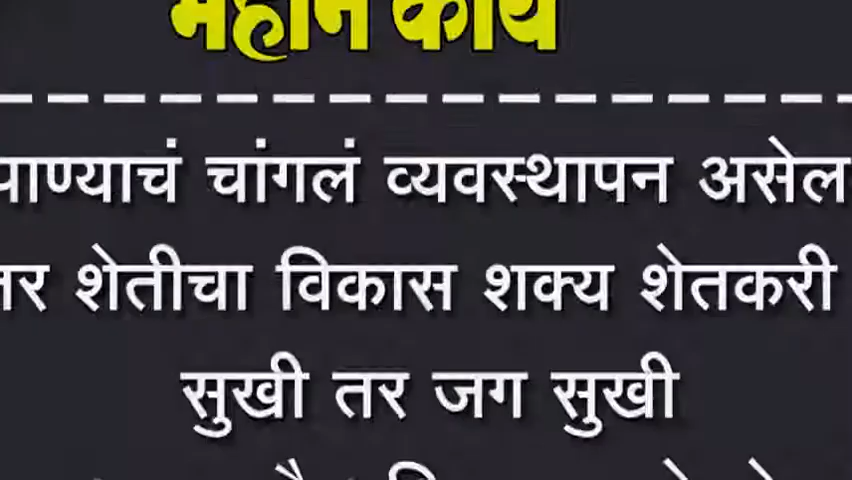 महान कार्य
पाण्याचं चांगलं व्यवस्थापन असेल
तर शेतीचा विकास शक्य शेतकरी
सुखी तर जग सुखी